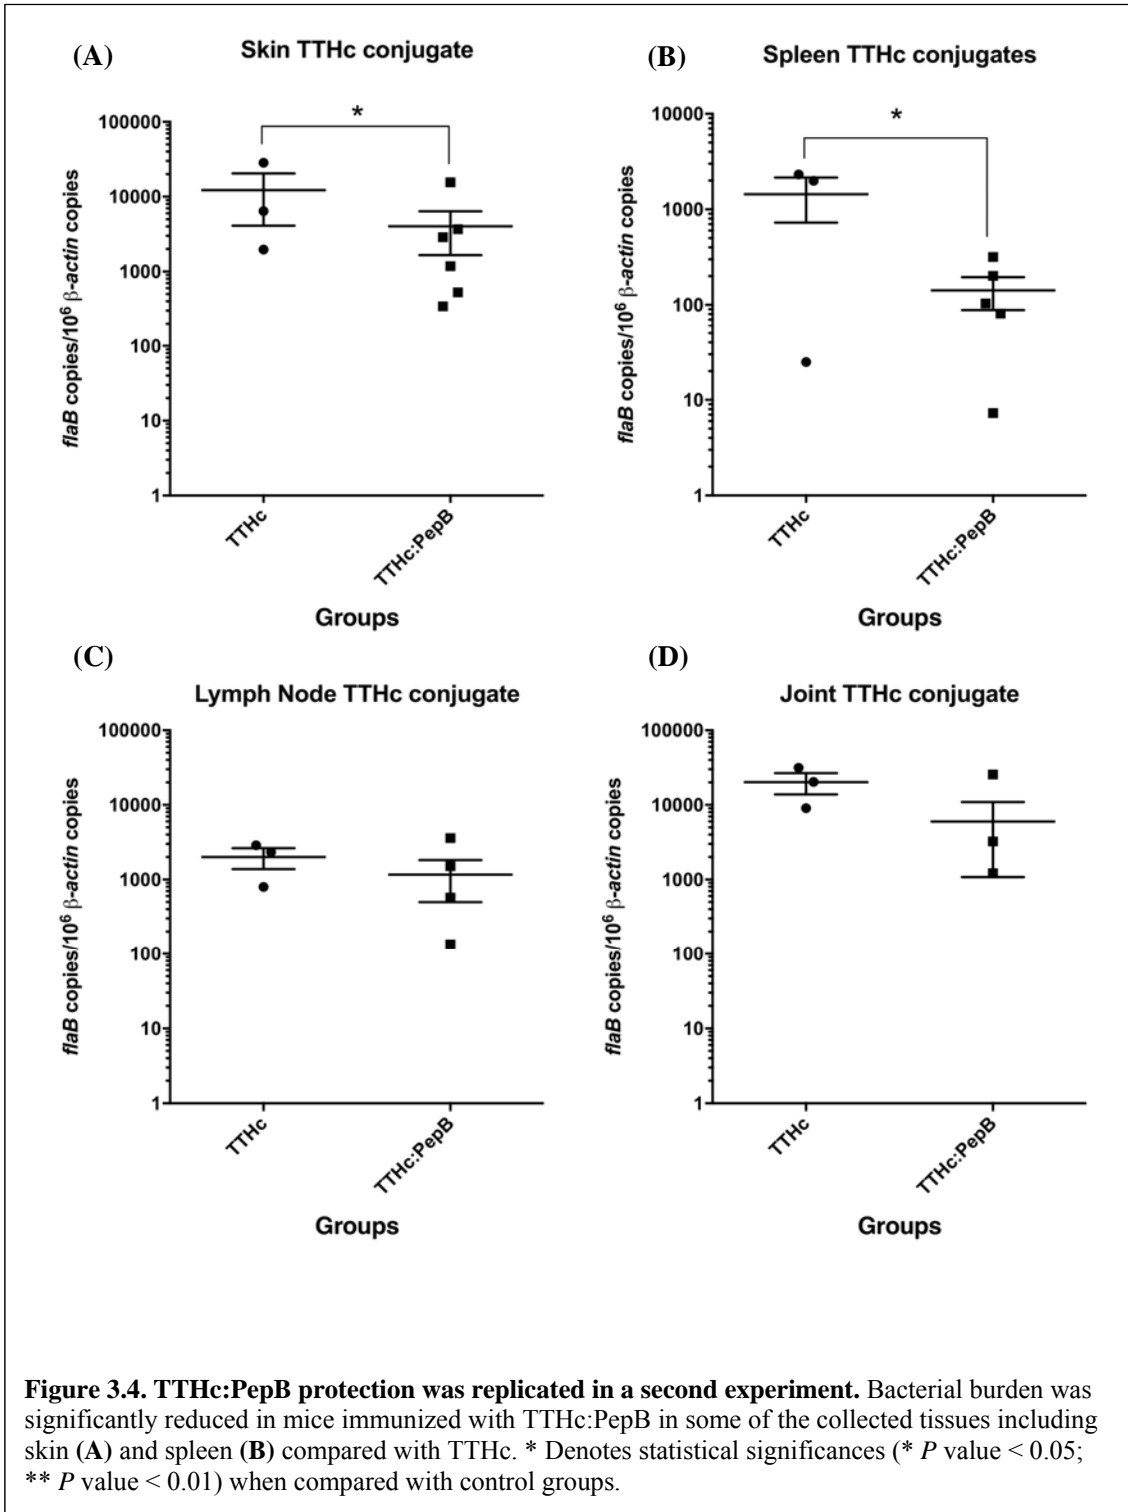 (A)
Skin TTHc conjugate
*
100000
10000
1000
100
10
1
flaB copies/10⁶ β-actin copies
TTHc
TTHc:PepB
Groups
(B)
Spleen TTHc conjugates
*
10000
1000
100
10
1
flaB copies/10⁶ β-actin copies
TTHc
TTHc:PepB
Groups
(C)
Lymph Node TTHc conjugate
100000
10000
1000
100
10
1
flaB copies/10⁶ β-actin copies
TTHc
TTHc:PepB
Groups
(D)
Joint TTHc conjugate
100000
10000
1000
100
10
1
flaB copies/10⁶ β-actin copies
TTHc
TTHc:PepB
Groups
Figure 3.4. TTHc:PepB protection was replicated in a second experiment. Bacterial burden was
significantly reduced in mice immunized with TTHc:PepB in some of the collected tissues including
skin (A) and spleen (B) compared with TTHc. * Denotes statistical significances (* P value < 0.05;
** P value < 0.01) when compared with control groups.